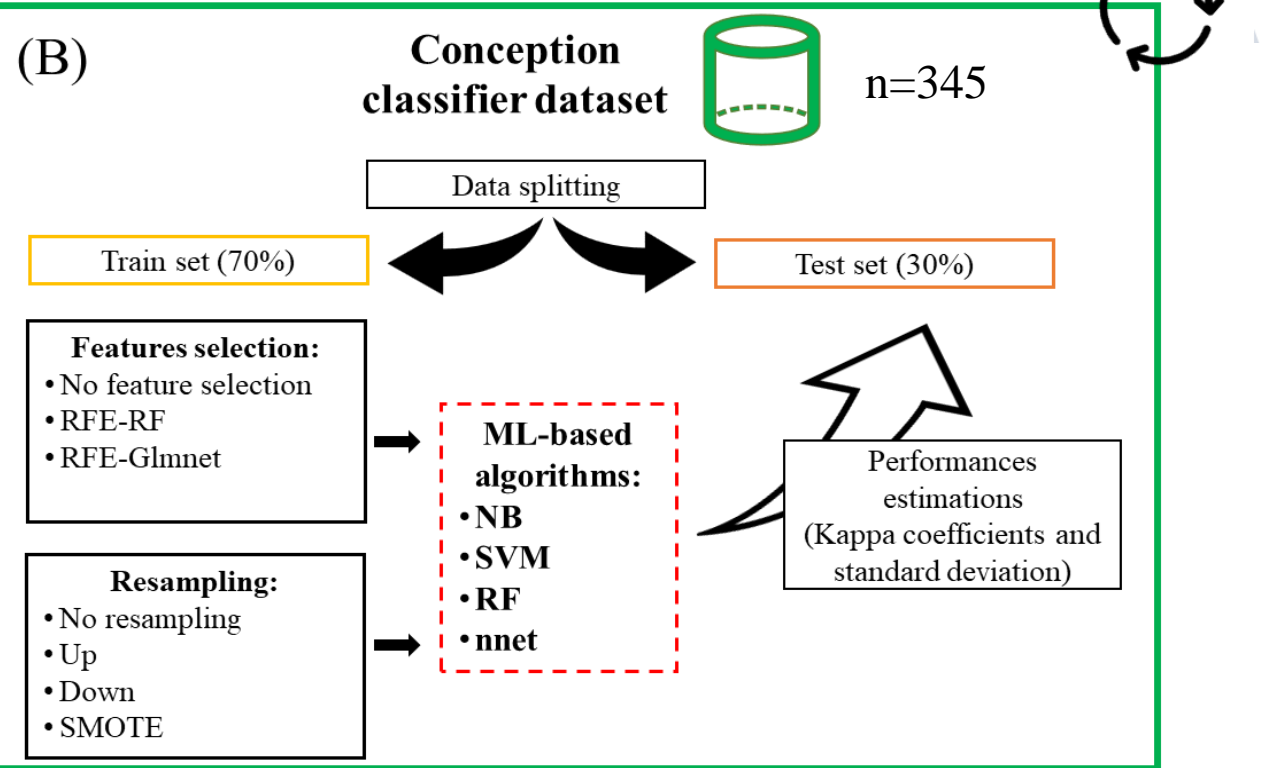 (B)
Conception
classifier dataset
n=345
Data splitting
Train set (70%)
Test set (30%)
Features selection:
• No feature selection
• RFE-RF
• RFE-Glmnet
Resampling:
• No resampling
• Up
• Down
• SMOTE
ML-based
algorithms:
• NB
• SVM
• RF
• nnet
Performances
estimations
(Kappa coefficients and
standard deviation)